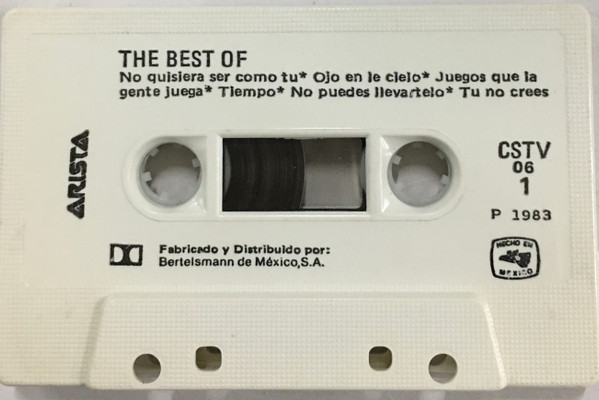 THE BEST OF
No quisiera ser como tu* Ojo en le cielo* Juegos que la
gente juega* Tiempo* No puedes llevartelo* Tu no crees
ARISTA
CSTV
06
1
P 1983
Fabricado y Distribuido por:
Bertelsmann de México,S.A.
HECHO EN
MEXICO